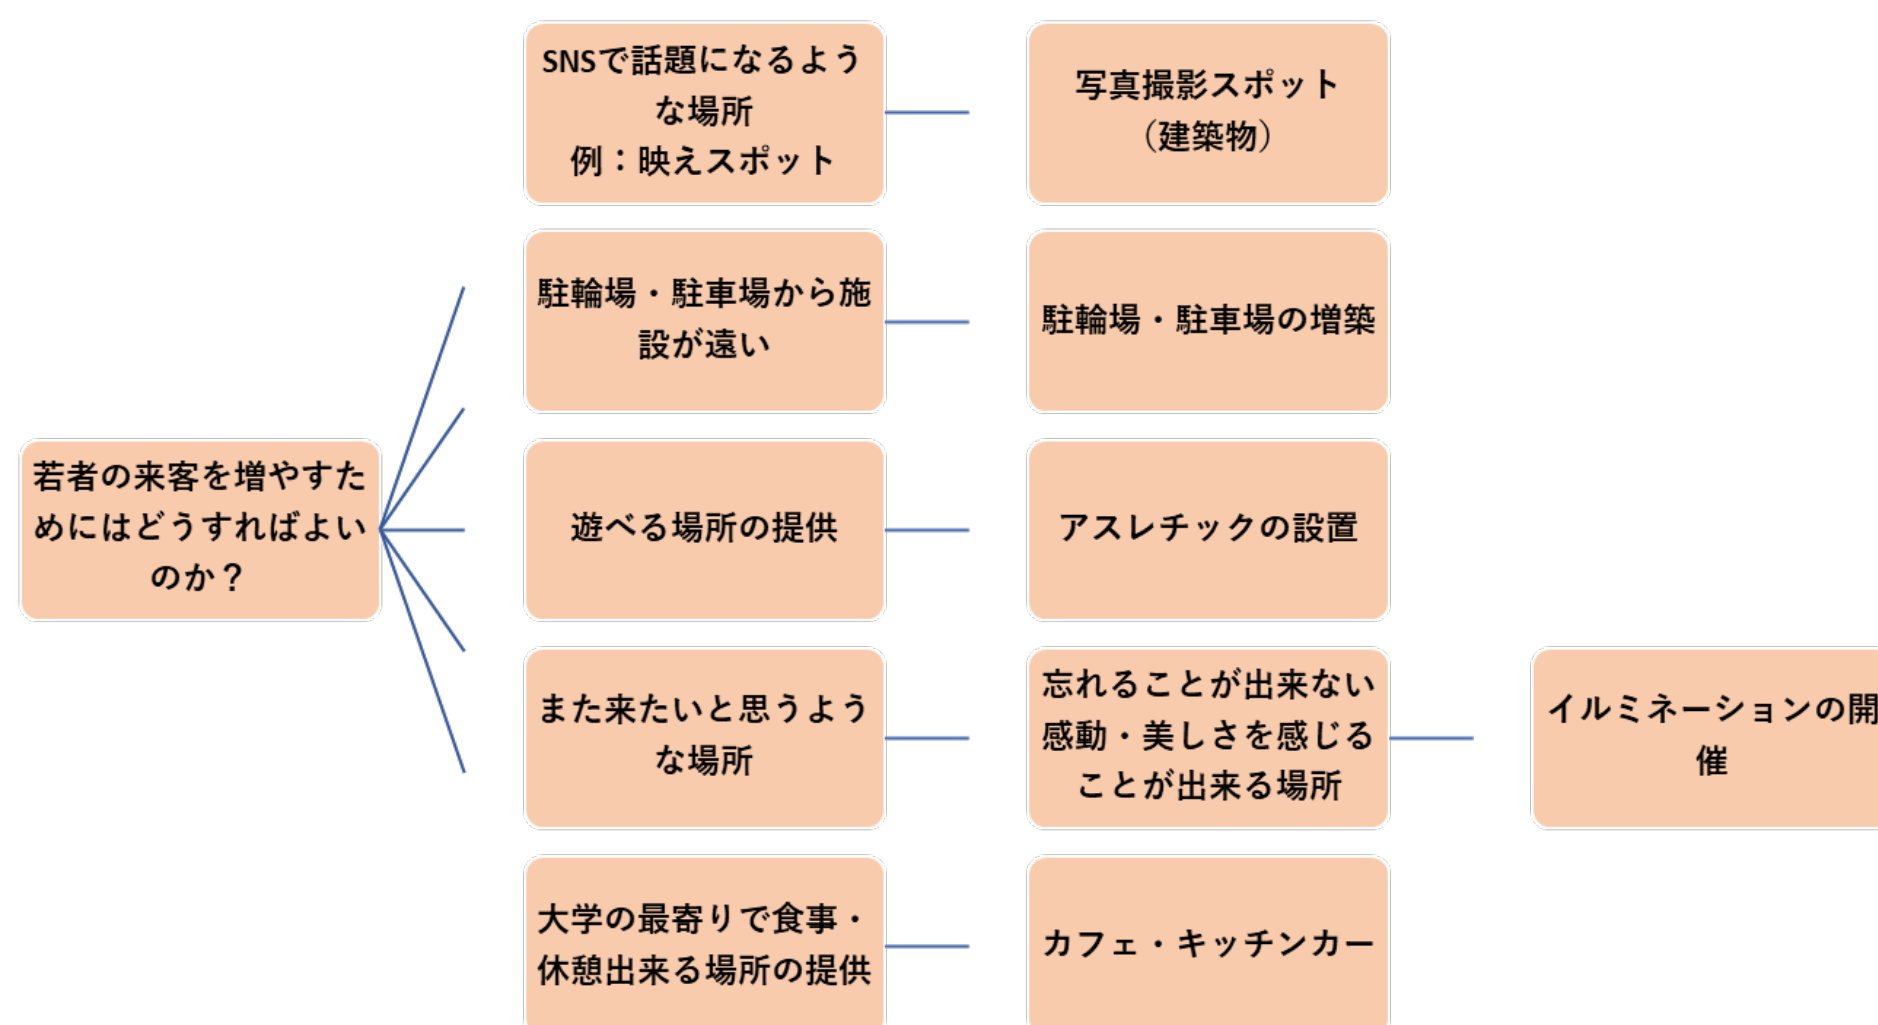 SNSで話題になるよう
な場所
例：映えスポット
写真撮影スポット
（建築物）
駐輪場・駐車場から施
設が遠い
駐輪場・駐車場の増築
若者の来客を増やすた
めにはどうすればよい
のか？
遊べる場所の提供
アスレチックの設置
また来たいと思うよう
な場所
忘れることが出来ない
感動・美しさを感じる
ことが出来る場所
イルミネーションの開
催
大学の最寄りで食事・
休憩出来る場所の提供
カフェ・キッチンカー